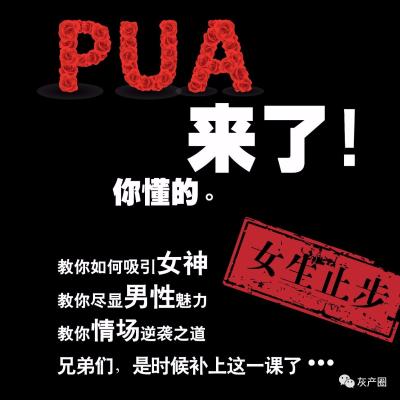 PUA
来了！
你懂的。
教你如何吸引女神
教你尽显男性魅力
女生止步
教你情场逆袭之道
兄弟们，是时候补上这一课了•••
灰产圈